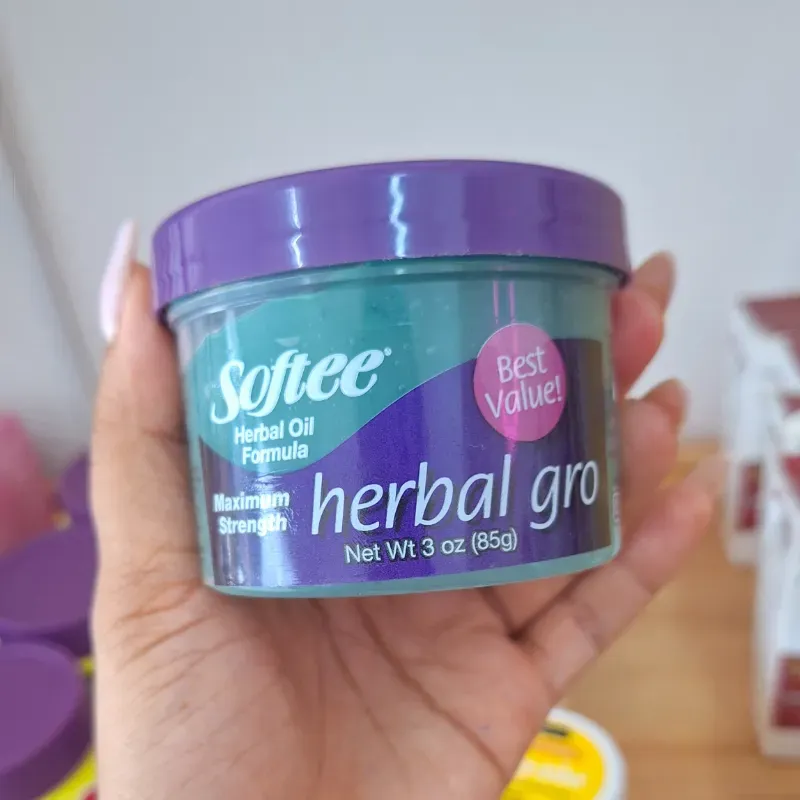 Softee
Herbal Oil
Formula
Best
Value!
Maximum
Strength
herbal gro
Net Wt 3 oz (85g)